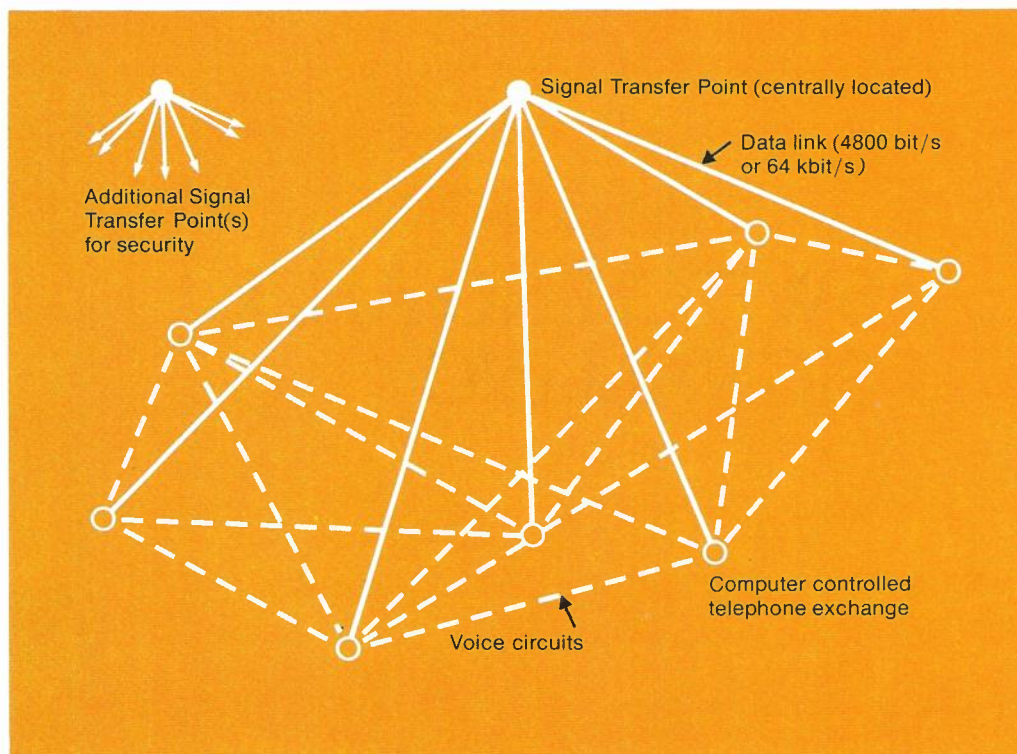 Signal Transfer Point (centrally located)
Data link (4800 bit/s
or 64 kbit/s)
Additional Signal
Transfer Point(s)
for security
Computer controlled
telephone exchange
Voice circuits